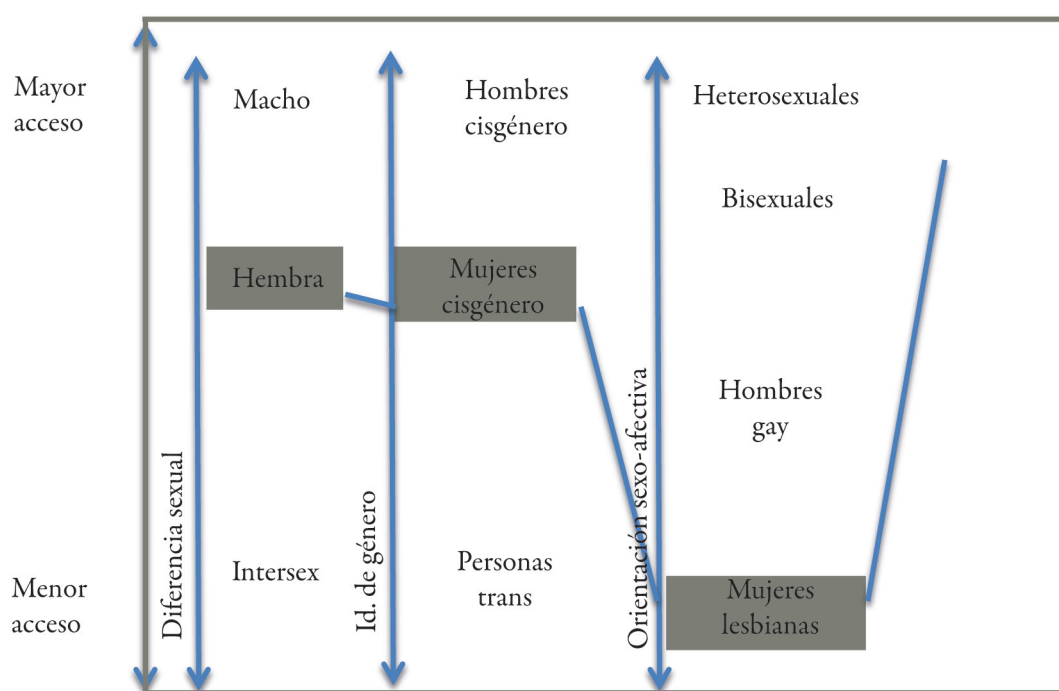 Mayor
acceso
Menor
acceso
Diferencia sexual
Macho
Hembra
Intersex
Id. de género
Hombres
cisgénero
Mujeres
cisgénero
Personas
trans
Orientación sexo-afectiva
Heterosexuales
Bisexuales
Hombres
gay
Mujeres
lesbianas